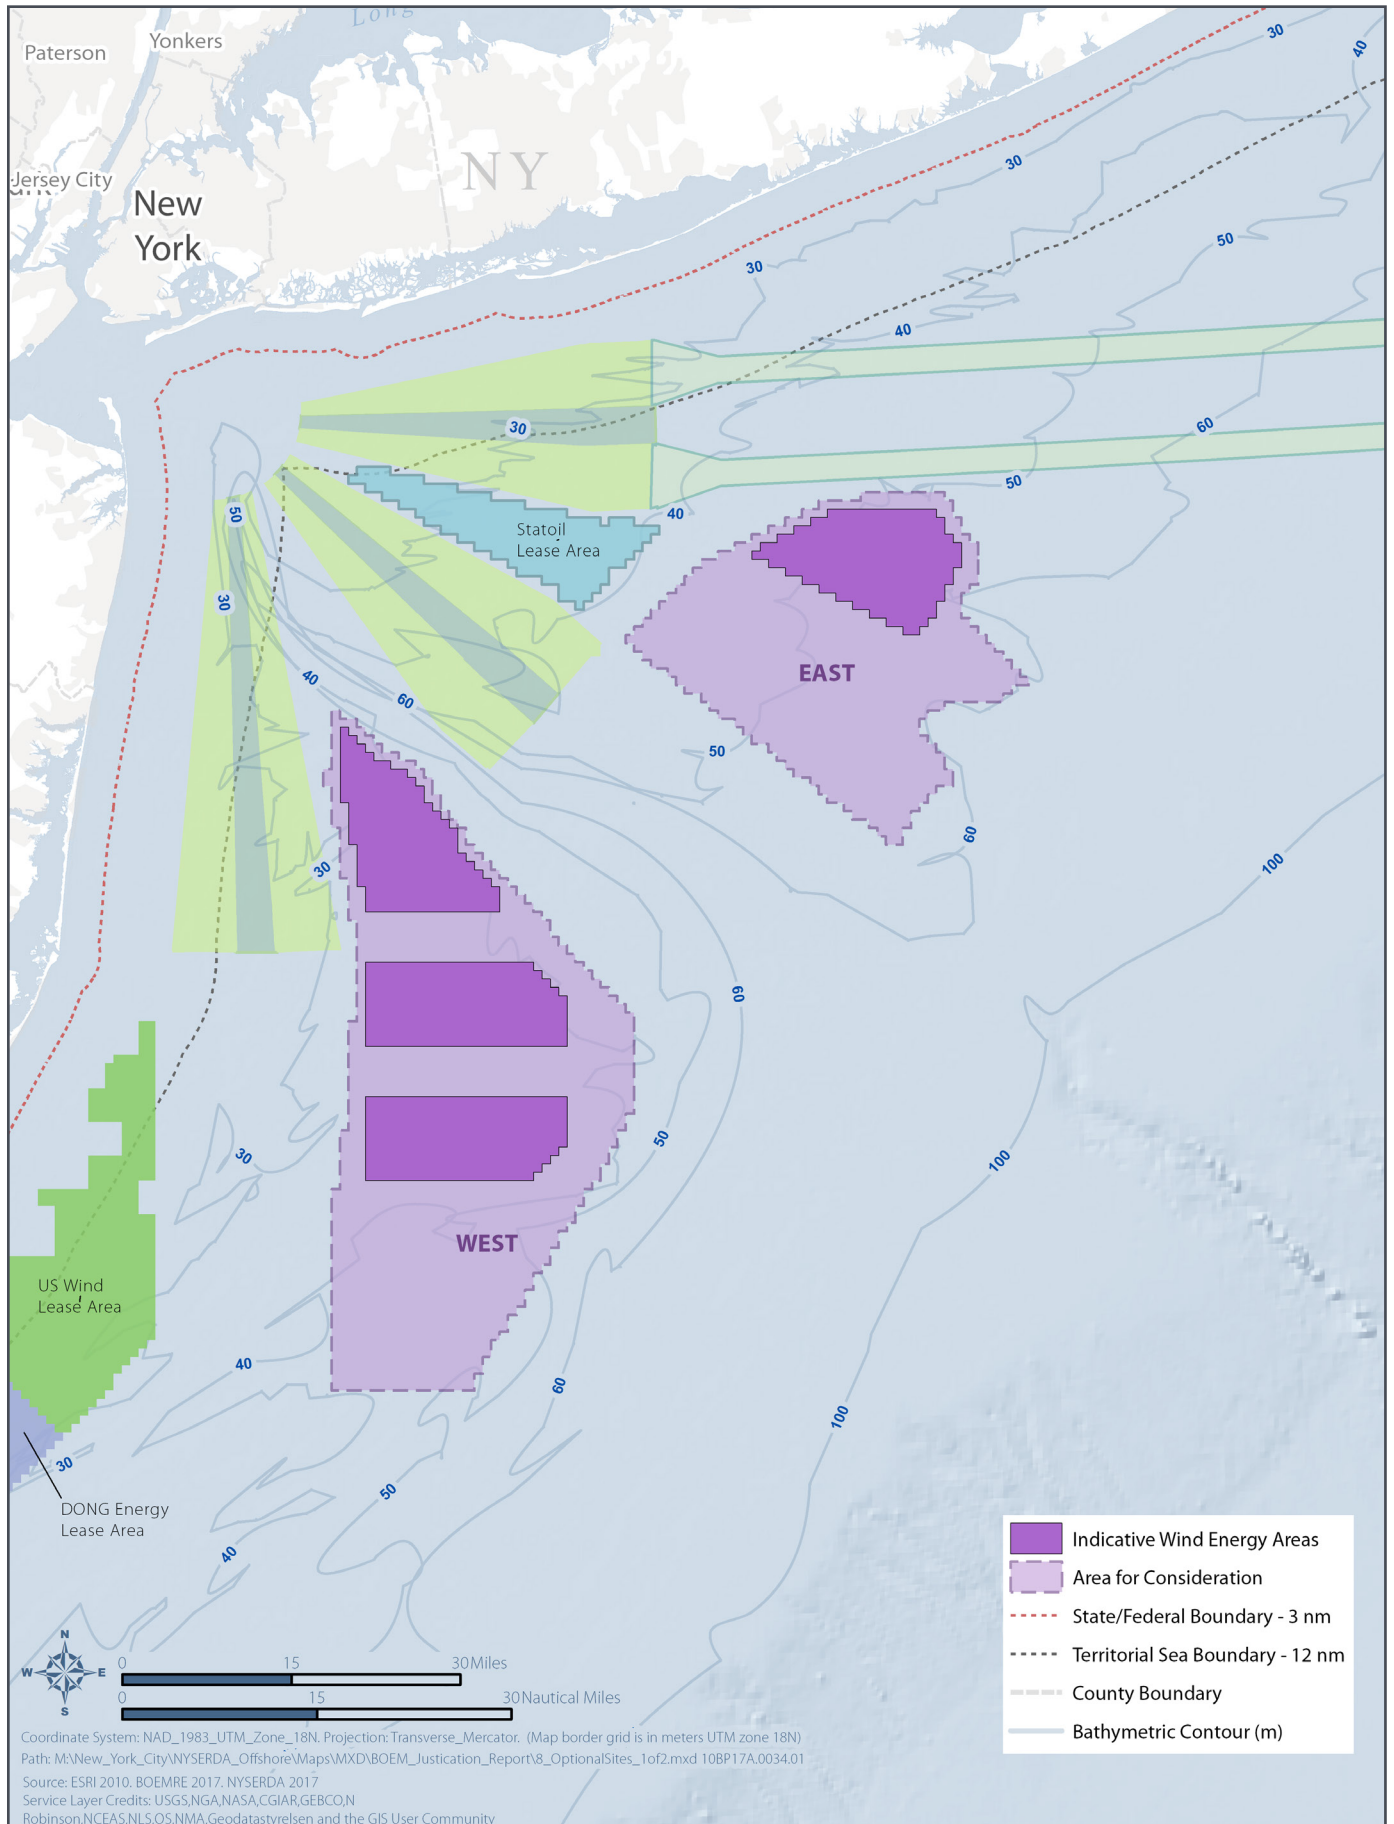 Long
Paterson
Yonkers
30
40
NY
30
Jersey City
New
York
50
30
40
60
30
50
40
50
Statoil
Lease Area
30
EAST
40
60
50
60
100
30
60
50
30
100
WEST
US Wind
Lease Area
40
60
100
30
50
DONG Energy
Lease Area
40
Indicative Wind Energy Areas
Area for Consideration
State/Federal Boundary - 3 nm
Territorial Sea Boundary - 12 nm
County Boundary
Bathymetric Contour (m)
N
W E
S
0 15 30 Miles
0 15 30 Nautical Miles
Coordinate System: NAD_1983_UTM_Zone_18N. Projection: Transverse_Mercator. (Map border grid is in meters UTM zone 18N)
Path: M:\New_York_City\NYSERDA_Offshore\Maps\MXD\BOEM_Justication_Report\8_OptionalSites_1of2.mxd 10BP17A.0034.01
Source: ESRI 2010. BOEMRE 2017. NYSERDA 2017
Service Layer Credits: USGS,NGA,NASA,CGIAR,GEBCO,N
Robinson,NCEAS,NLS,OS,NMA,Geodatastyrelsen and the GIS User Community